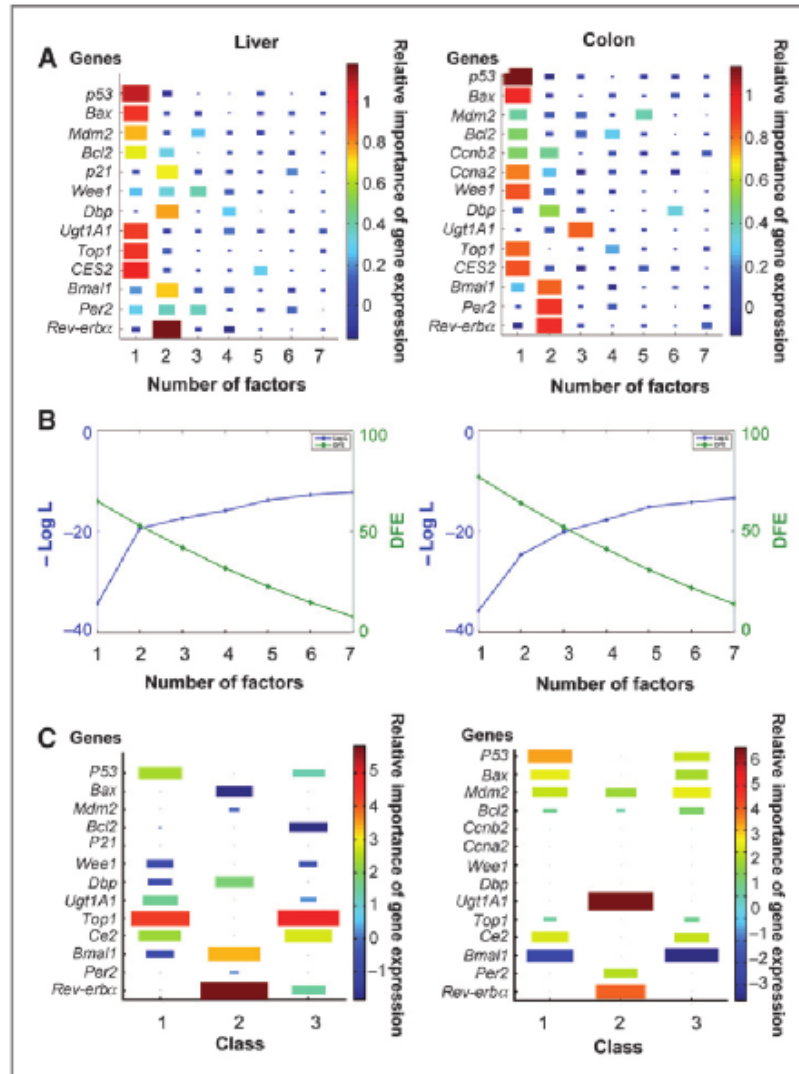 A
Liver
Genes
p53
Bax
Mdm2
Bcl2
p21
Wee1
Dbp
Ugt1A1
Top1
CES2
Bmal1
Per2
Rev-erbα
1 2 3 4 5 6 7
Number of factors
1
0.8
0.6
0.4
0.2
0
Relative importance of gene expression
Colon
Genes
p53
Bax
Mdm2
Bcl2
Ccnb2
Ccna2
Wee1
Dbp
Ugt1A1
Top1
CES2
Bmal1
Per2
Rev-erbα
1 2 3 4 5 6 7
Number of factors
1
0.8
0.6
0.4
0.2
0
Relative importance of gene expression
B
0
−20
−40
− Log L
100
50
0
DFE
1 2 3 4 5 6 7
Number of factors
0
−20
−40
− Log L
100
50
0
DFE
1 2 3 4 5 6 7
Number of factors
C
Genes
P53
Bax
Mdm2
Bcl2
P21
Wee1
Dbp
Ugt1A1
Top1
Ce2
Bmal1
Per2
Rev-erbα
1 2 3
Class
5
4
3
2
1
0
−1
Relative importance of gene expression
Genes
P53
Bax
Mdm2
Bcl2
Ccnb2
Ccna2
Wee1
Dbp
Ugt1A1
Top1
Ce2
Bmal1
Per2
Rev-erbα
1 2 3
Class
6
5
4
3
2
1
0
−1
−2
−3
Relative importance of gene expression